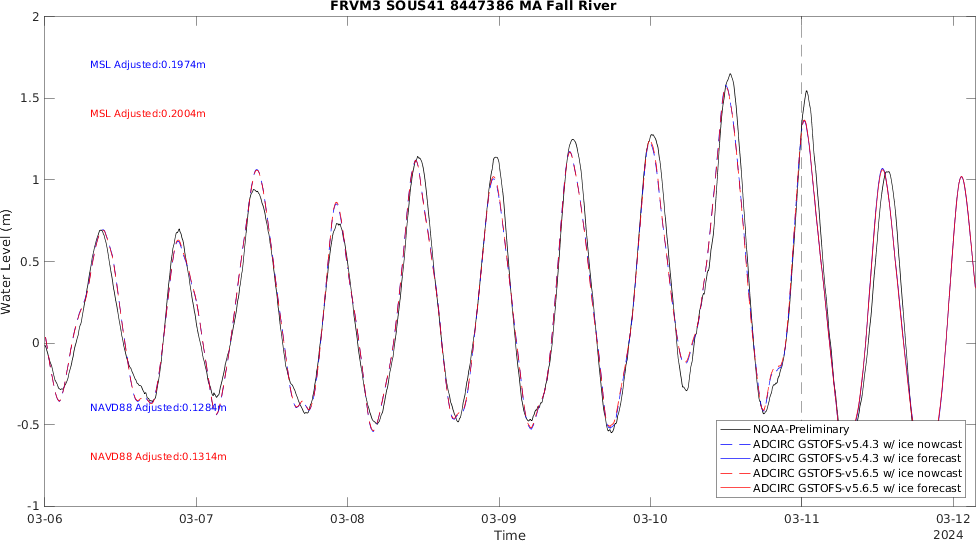 FRVM3 SOUS41 8447386 MA Fall River
2
MSL Adjusted:0.1974m
1.5
MSL Adjusted:0.2004m
1
Water Level (m)
0.5
0
NAVD88 Adjusted:0.1284m
-0.5
NOAA-Preliminary
ADCIRC GSTOFS-v5.4.3 w/ ice nowcast
NAVD88 Adjusted:0.1314m
ADCIRC GSTOFS-v5.4.3 w/ ice forecast
ADCIRC GSTOFS-v5.6.5 w/ ice nowcast
ADCIRC GSTOFS-v5.6.5 w/ ice forecast
-1
03-06 03-07 03-08 03-09 03-10 03-11 03-12
Time 2024